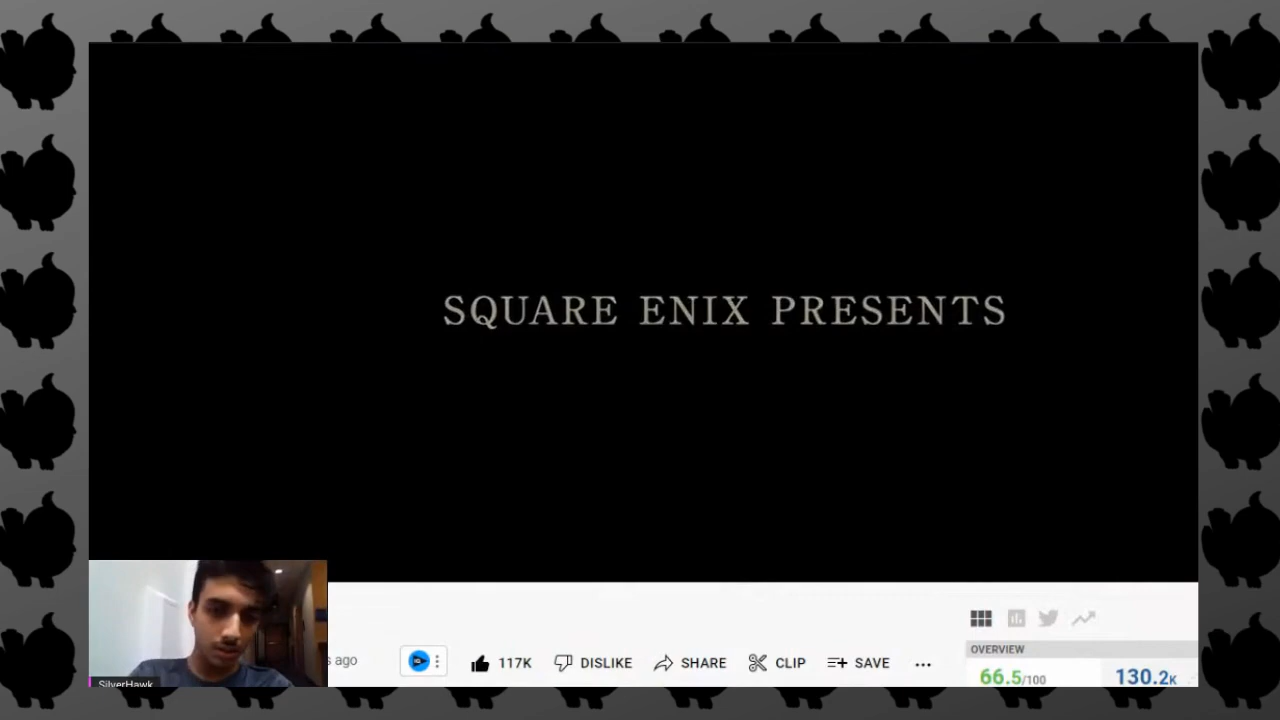 SQUARE ENIX PRESENTS
s ago
117K
DISLIKE
SHARE
CLIP
SAVE
OVERVIEW
66.5/100
130.2K
SilverHawk